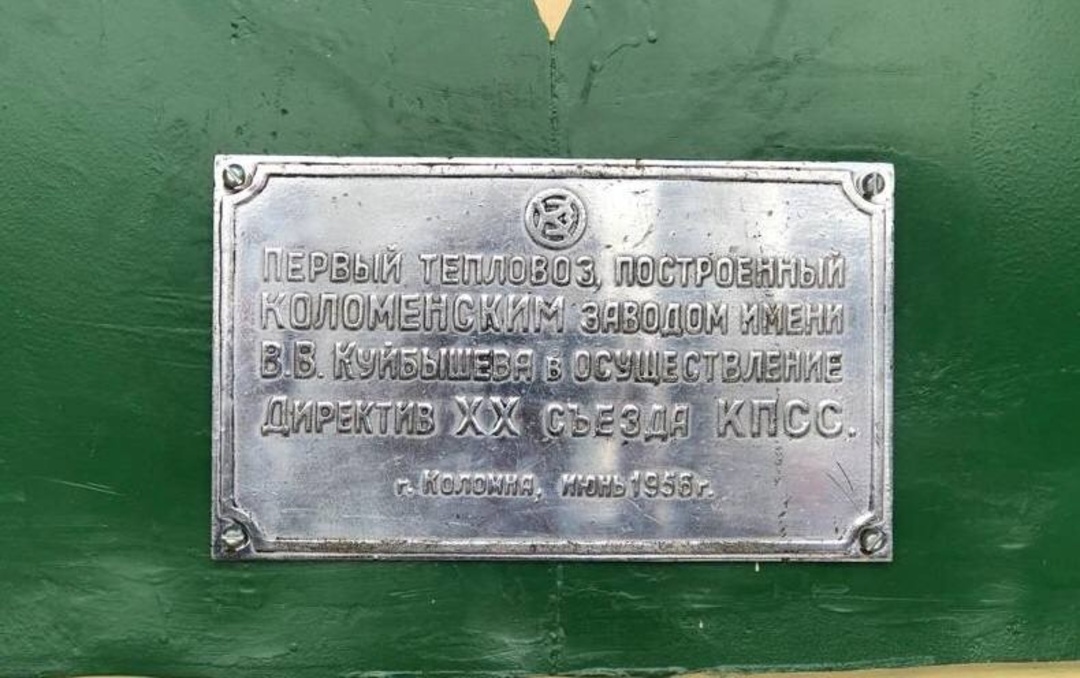 ПЕРВЫЙ ТЕПЛОВОЗ, ПОСТРОЕННЫЙ
КОЛОМЕНСКИМ ЗАВОДОМ ИМЕНИ
В.В. КУЙБЫШЕВА В ОСУЩЕСТВЛЕНИЕ
ДИРЕКТИВ XX СЪЕЗДА КПСС.
г. Коломна, июнь 1956 г.